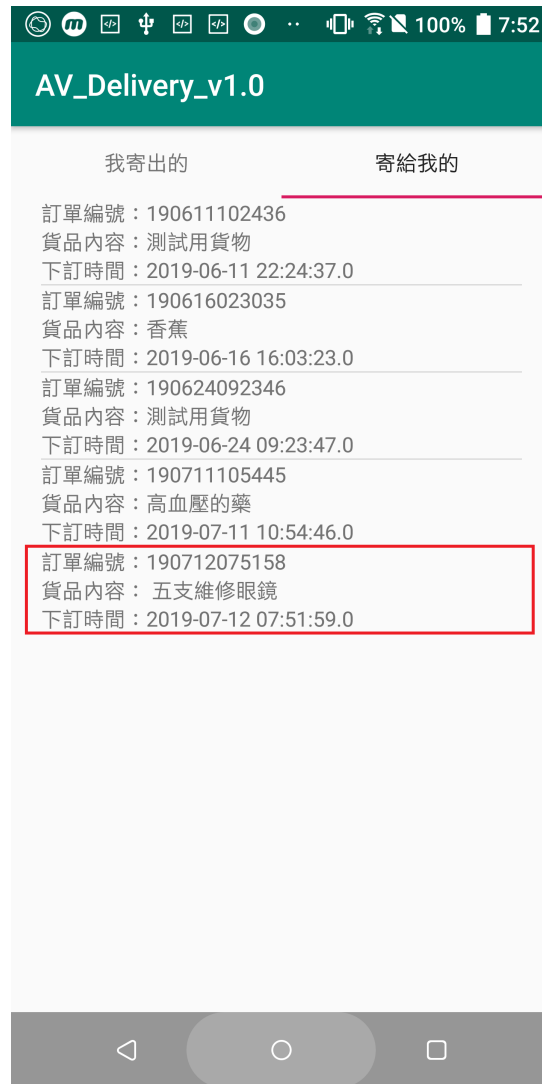 100% 7:52
AV_Delivery_v1.0
我寄出的 寄給我的
訂單編號：190611102436
貨品內容：測試用貨物
下訂時間：2019-06-11 22:24:37.0
訂單編號：190616023035
貨品內容：香蕉
下訂時間：2019-06-16 16:03:23.0
訂單編號：190624092346
貨品內容：測試用貨物
下訂時間：2019-06-24 09:23:47.0
訂單編號：190711105445
貨品內容：高血壓的藥
下訂時間：2019-07-11 10:54:46.0
訂單編號：190712075158
貨品內容： 五支維修眼鏡
下訂時間：2019-07-12 07:51:59.0